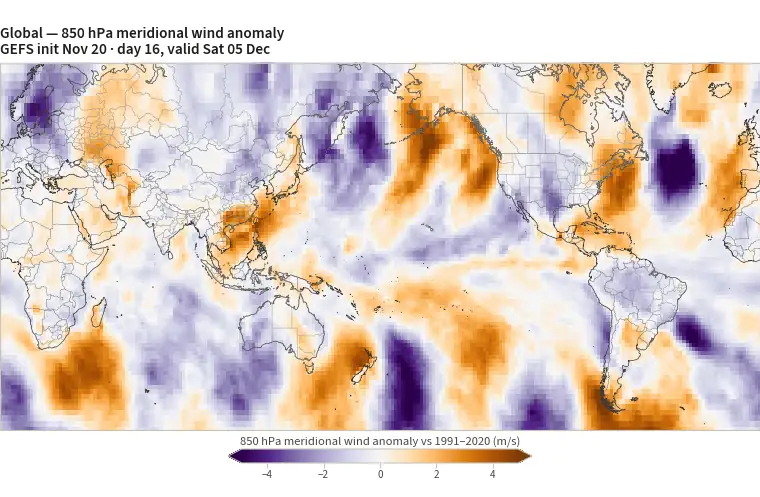 Global — 850 hPa meridional wind anomaly
GEFS init Nov 20 · day 16, valid Sat 05 Dec
850 hPa meridional wind anomaly vs 1991–2020 (m/s)
−4 −2 0 2 4